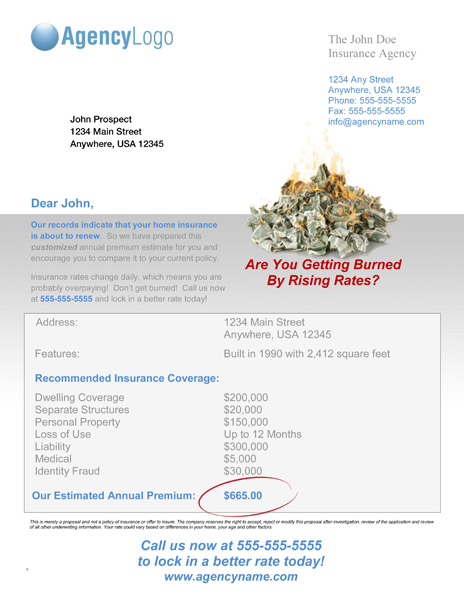 AgencyLogo
The John Doe
Insurance Agency
1234 Any Street
Anywhere, USA 12345
Phone: 555-555-5555
Fax: 555-555-5555
info@agencyname.com
John Prospect
1234 Main Street
Anywhere, USA 12345
Dear John,
Our records indicate that your home insurance
is about to renew. So we have prepared this
customized annual premium estimate for you and
encourage you to compare it to your current policy.
Insurance rates change daily, which means you are
probably overpaying! Don't get burned! Call us now
at 555-555-5555 and lock in a better rate today!
Are You Getting Burned
By Rising Rates?
Address: 1234 Main Street
Anywhere, USA 12345
Features: Built in 1990 with 2,412 square feet
Recommended Insurance Coverage:
Dwelling Coverage $200,000
Separate Structures $20,000
Personal Property $150,000
Loss of Use Up to 12 Months
Liability $300,000
Medical $5,000
Identity Fraud $30,000
Our Estimated Annual Premium: $665.00
This is merely a proposal and not a policy of insurance or offer to insure. The company reserves the right to accept, reject or modify this proposal after investigation, review of the application and review
of all other underwriting information. Your rate could vary based on differences in your home, your age and other factors.
Call us now at 555-555-5555
to lock in a better rate today!
www.agencyname.com